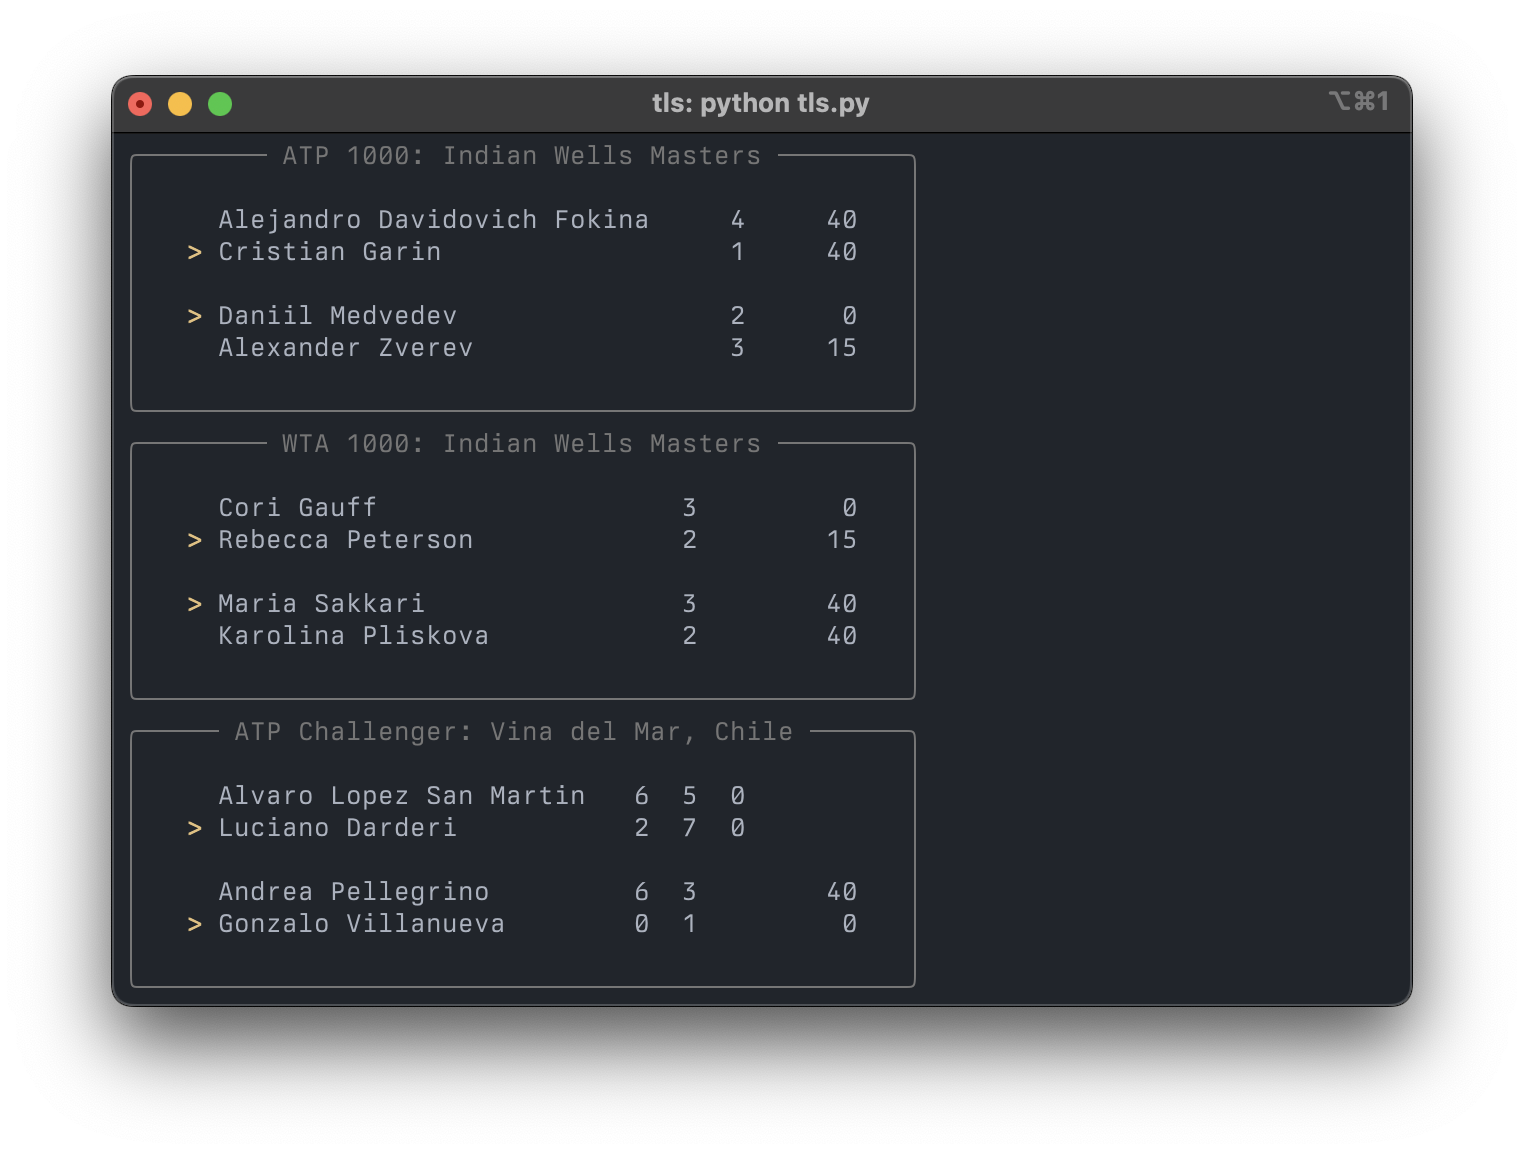 tls: python tls.py ⌥⌘1
ATP 1000: Indian Wells Masters
Alejandro Davidovich Fokina 4 40
> Cristian Garin 1 40
> Daniil Medvedev 2 0
Alexander Zverev 3 15
WTA 1000: Indian Wells Masters
Cori Gauff 3 0
> Rebecca Peterson 2 15
> Maria Sakkari 3 40
Karolina Pliskova 2 40
ATP Challenger: Vina del Mar, Chile
Alvaro Lopez San Martin 6 5 0
> Luciano Darderi 2 7 0
Andrea Pellegrino 6 3 40
> Gonzalo Villanueva 0 1 0